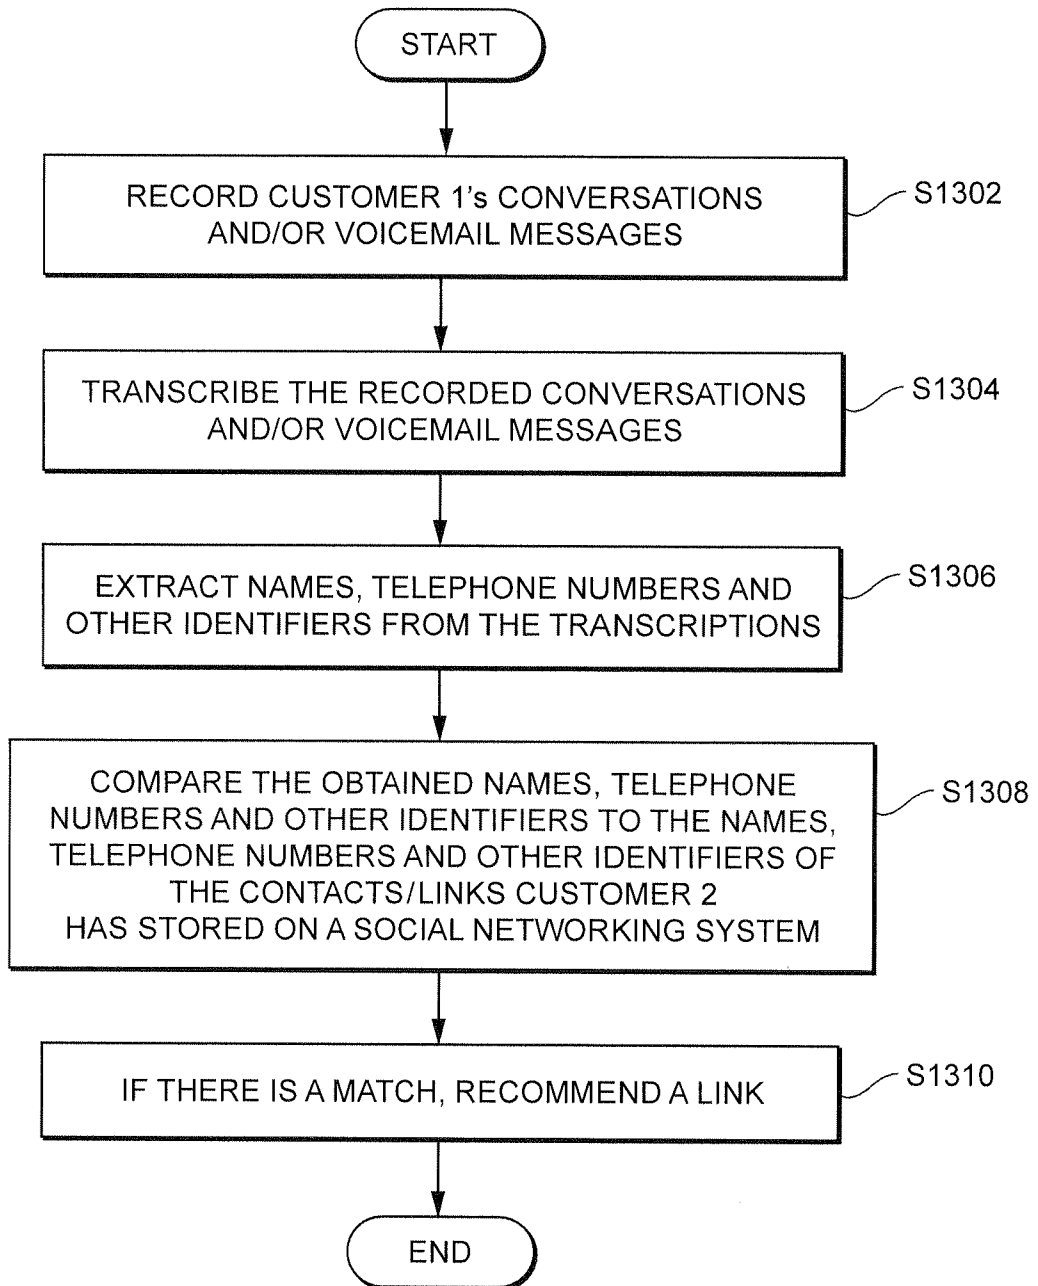 START
RECORD CUSTOMER 1's CONVERSATIONS
AND/OR VOICEMAIL MESSAGES
S1302
TRANSCRIBE THE RECORDED CONVERSATIONS
AND/OR VOICEMAIL MESSAGES
S1304
EXTRACT NAMES, TELEPHONE NUMBERS AND
OTHER IDENTIFIERS FROM THE TRANSCRIPTIONS
S1306
COMPARE THE OBTAINED NAMES, TELEPHONE
NUMBERS AND OTHER IDENTIFIERS TO THE NAMES,
TELEPHONE NUMBERS AND OTHER IDENTIFIERS OF
THE CONTACTS/LINKS CUSTOMER 2
HAS STORED ON A SOCIAL NETWORKING SYSTEM
S1308
IF THERE IS A MATCH, RECOMMEND A LINK
S1310
END